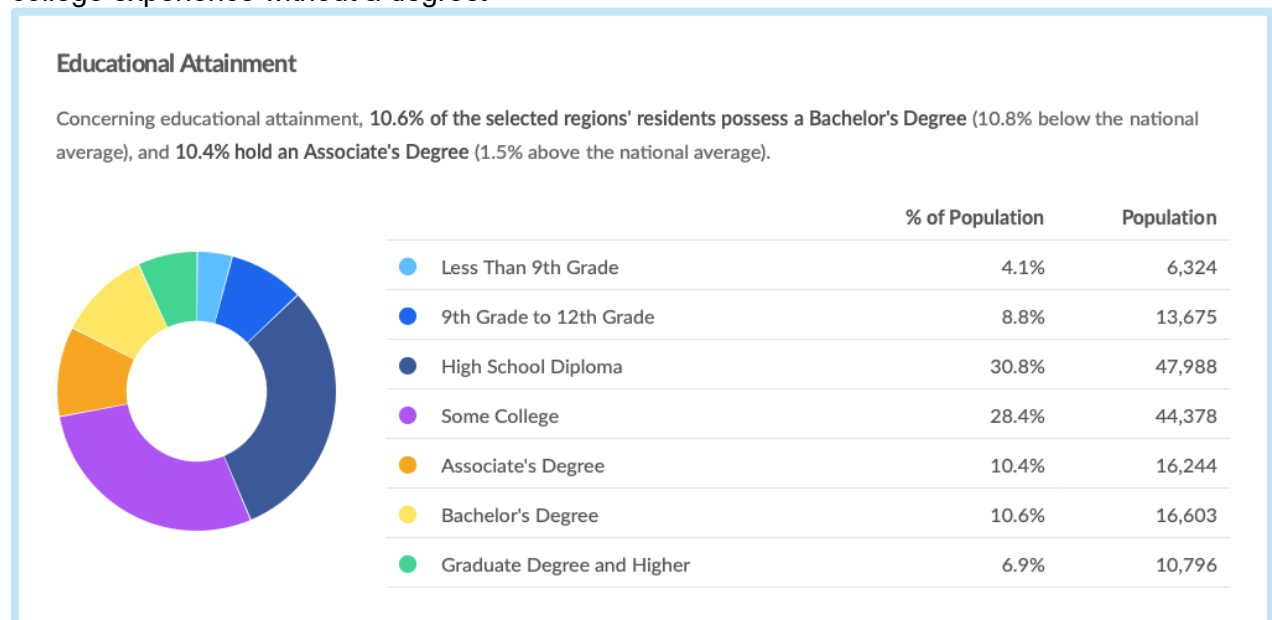 college experience without a degree.
Educational Attainment
Concerning educational attainment, 10.6% of the selected regions' residents possess a Bachelor's Degree (10.8% below the national
average), and 10.4% hold an Associate's Degree (1.5% above the national average).
% of Population Population
Less Than 9th Grade 4.1% 6,324
9th Grade to 12th Grade 8.8% 13,675
High School Diploma 30.8% 47,988
Some College 28.4% 44,378
Associate's Degree 10.4% 16,244
Bachelor's Degree 10.6% 16,603
Graduate Degree and Higher 6.9% 10,796